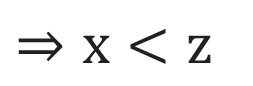 ⇒ x < z